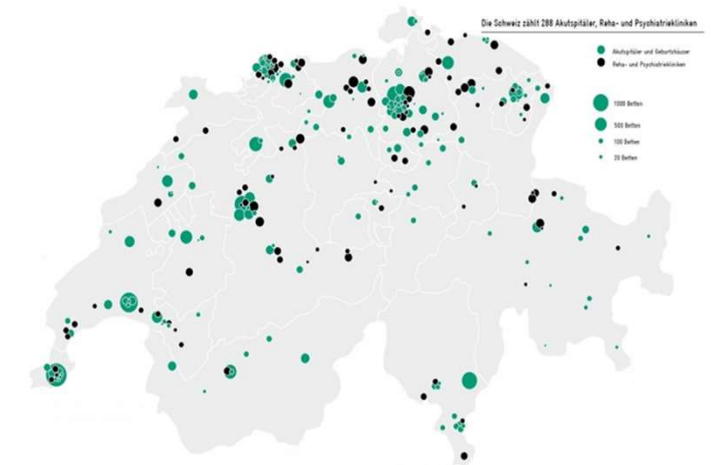 Die Schweiz zählt 288 Akutspitäler, Reha- und Psychiatriekliniken
Akutspitäler und Geburtshäuser
Reha- und Psychiatriekliniken
1000 Betten
500 Betten
100 Betten
20 Betten